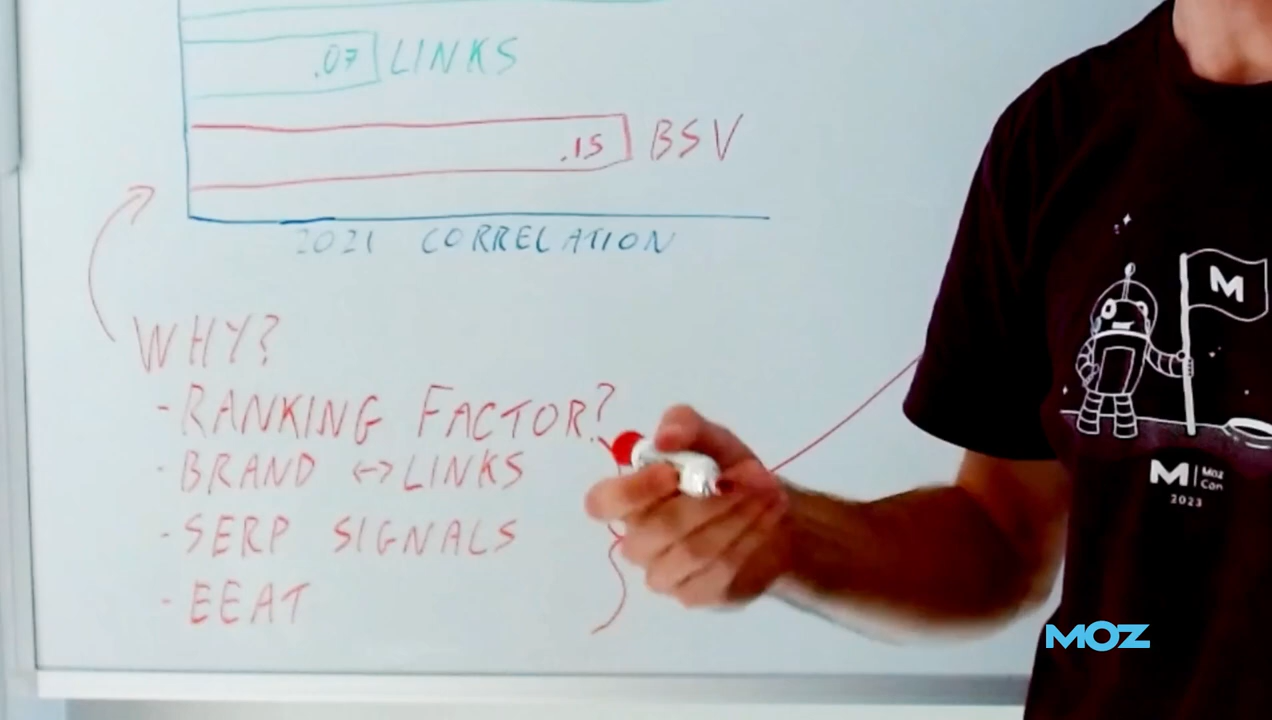 .07 LINKS
.15 BSV
2021 CORRELATION
WHY?
- RANKING FACTOR?
- BRAND <-> LINKS
- SERP SIGNALS
- EEAT
M
M | Moz
Con
2023
MOZ